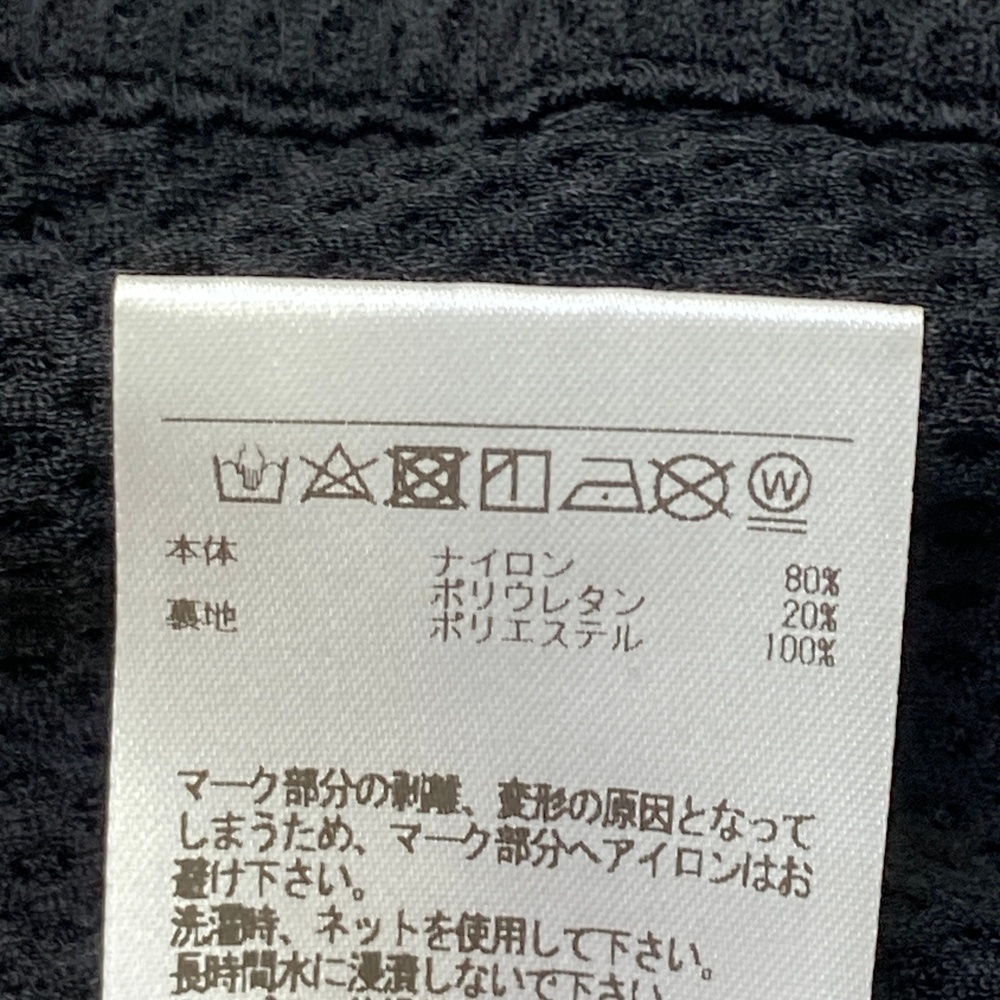 W
本体 ナイロン 80%
ポリウレタン 20%
裏地 ポリエステル 100%
マーク部分の剥離、変形の原因となって
しまうため、マーク部分へアイロンはお
避け下さい。
洗濯時、ネットを使用して下さい。
長時間水に浸漬しないで下さい。